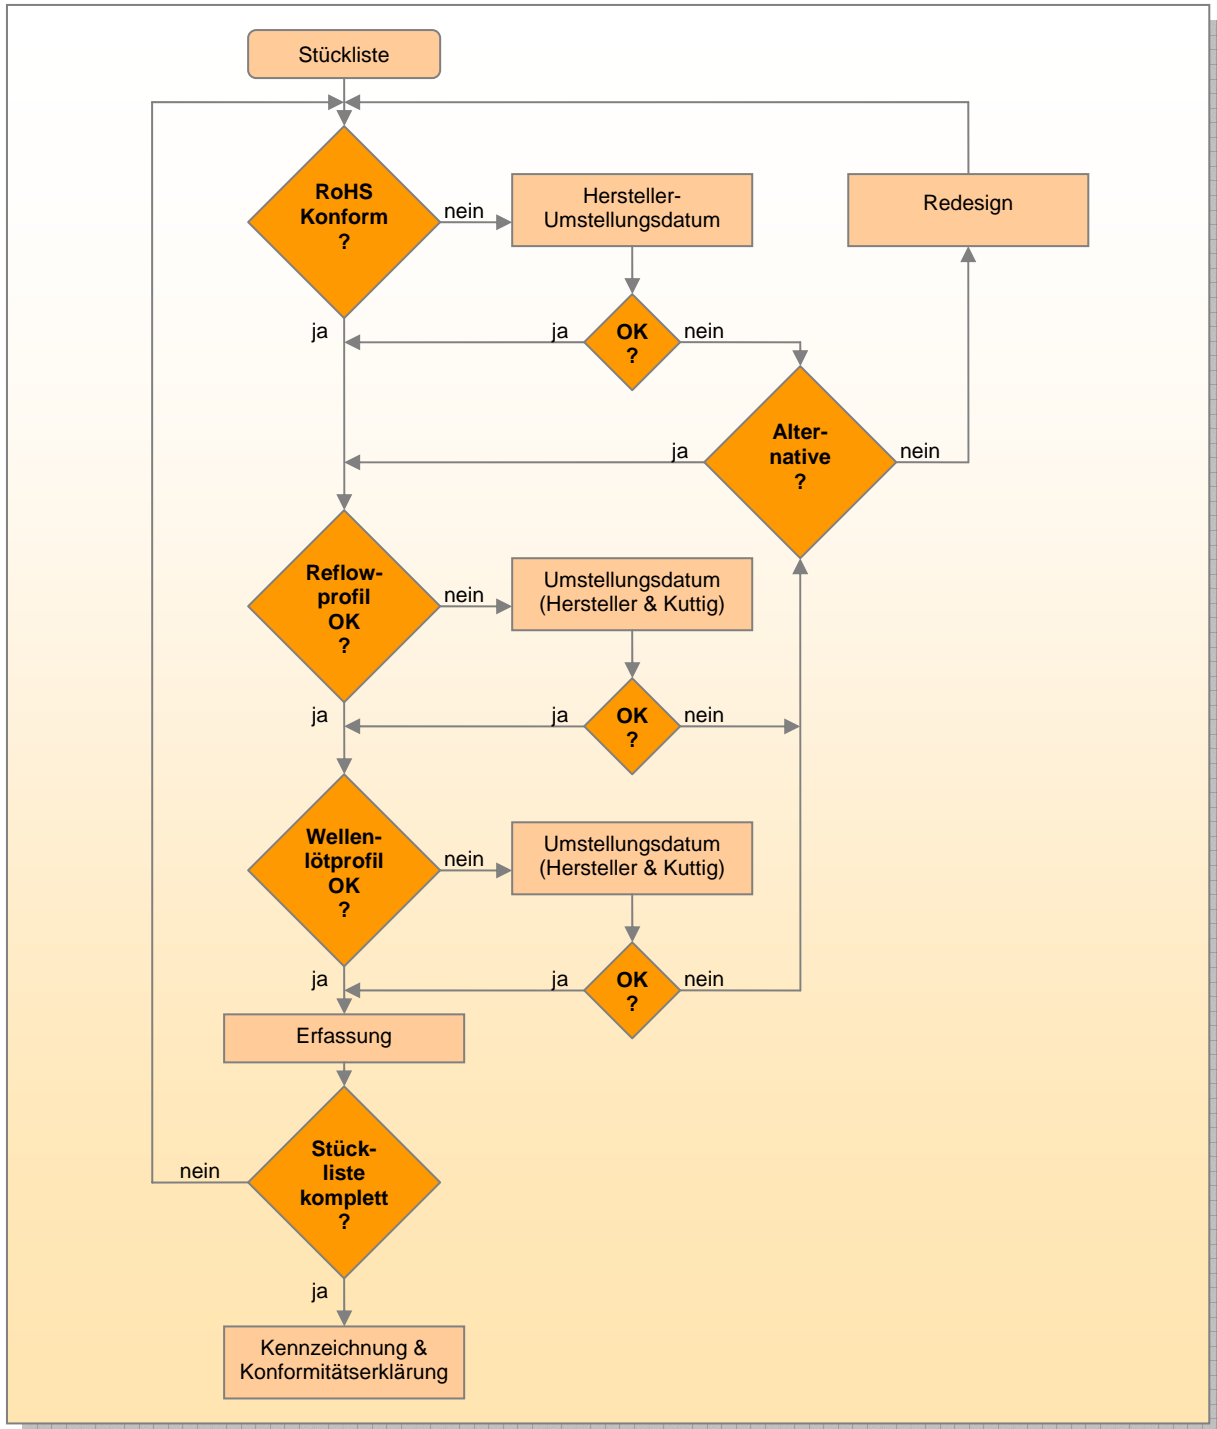 Stückliste
RoHS
Konform
?
nein
Hersteller-
Umstellungsdatum
Redesign
ja
ja
OK
?
nein
ja
Alter-
native
?
nein
Reflow-
profil
OK
?
nein
Umstellungsdatum
(Hersteller & Kuttig)
ja
ja
OK
?
nein
Wellen-
lötprofil
OK
?
nein
Umstellungsdatum
(Hersteller & Kuttig)
ja
ja
OK
?
nein
Erfassung
Stück-
liste
komplett
?
nein
ja
Kennzeichnung &
Konformitätserklärung